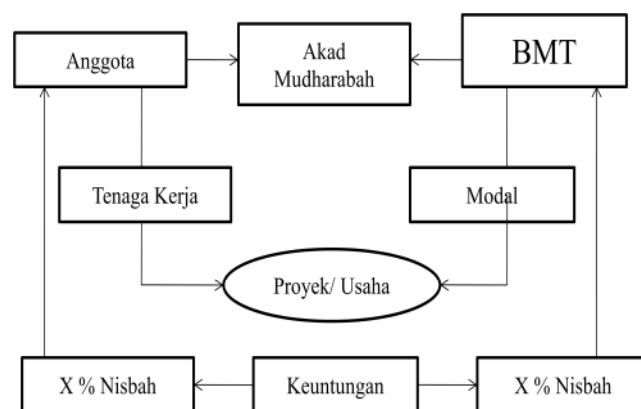 Anggota
Akad
Mudharabah
BMT
Tenaga Kerja
Modal
Proyek/ Usaha
X % Nisbah
Keuntungan
X % Nisbah